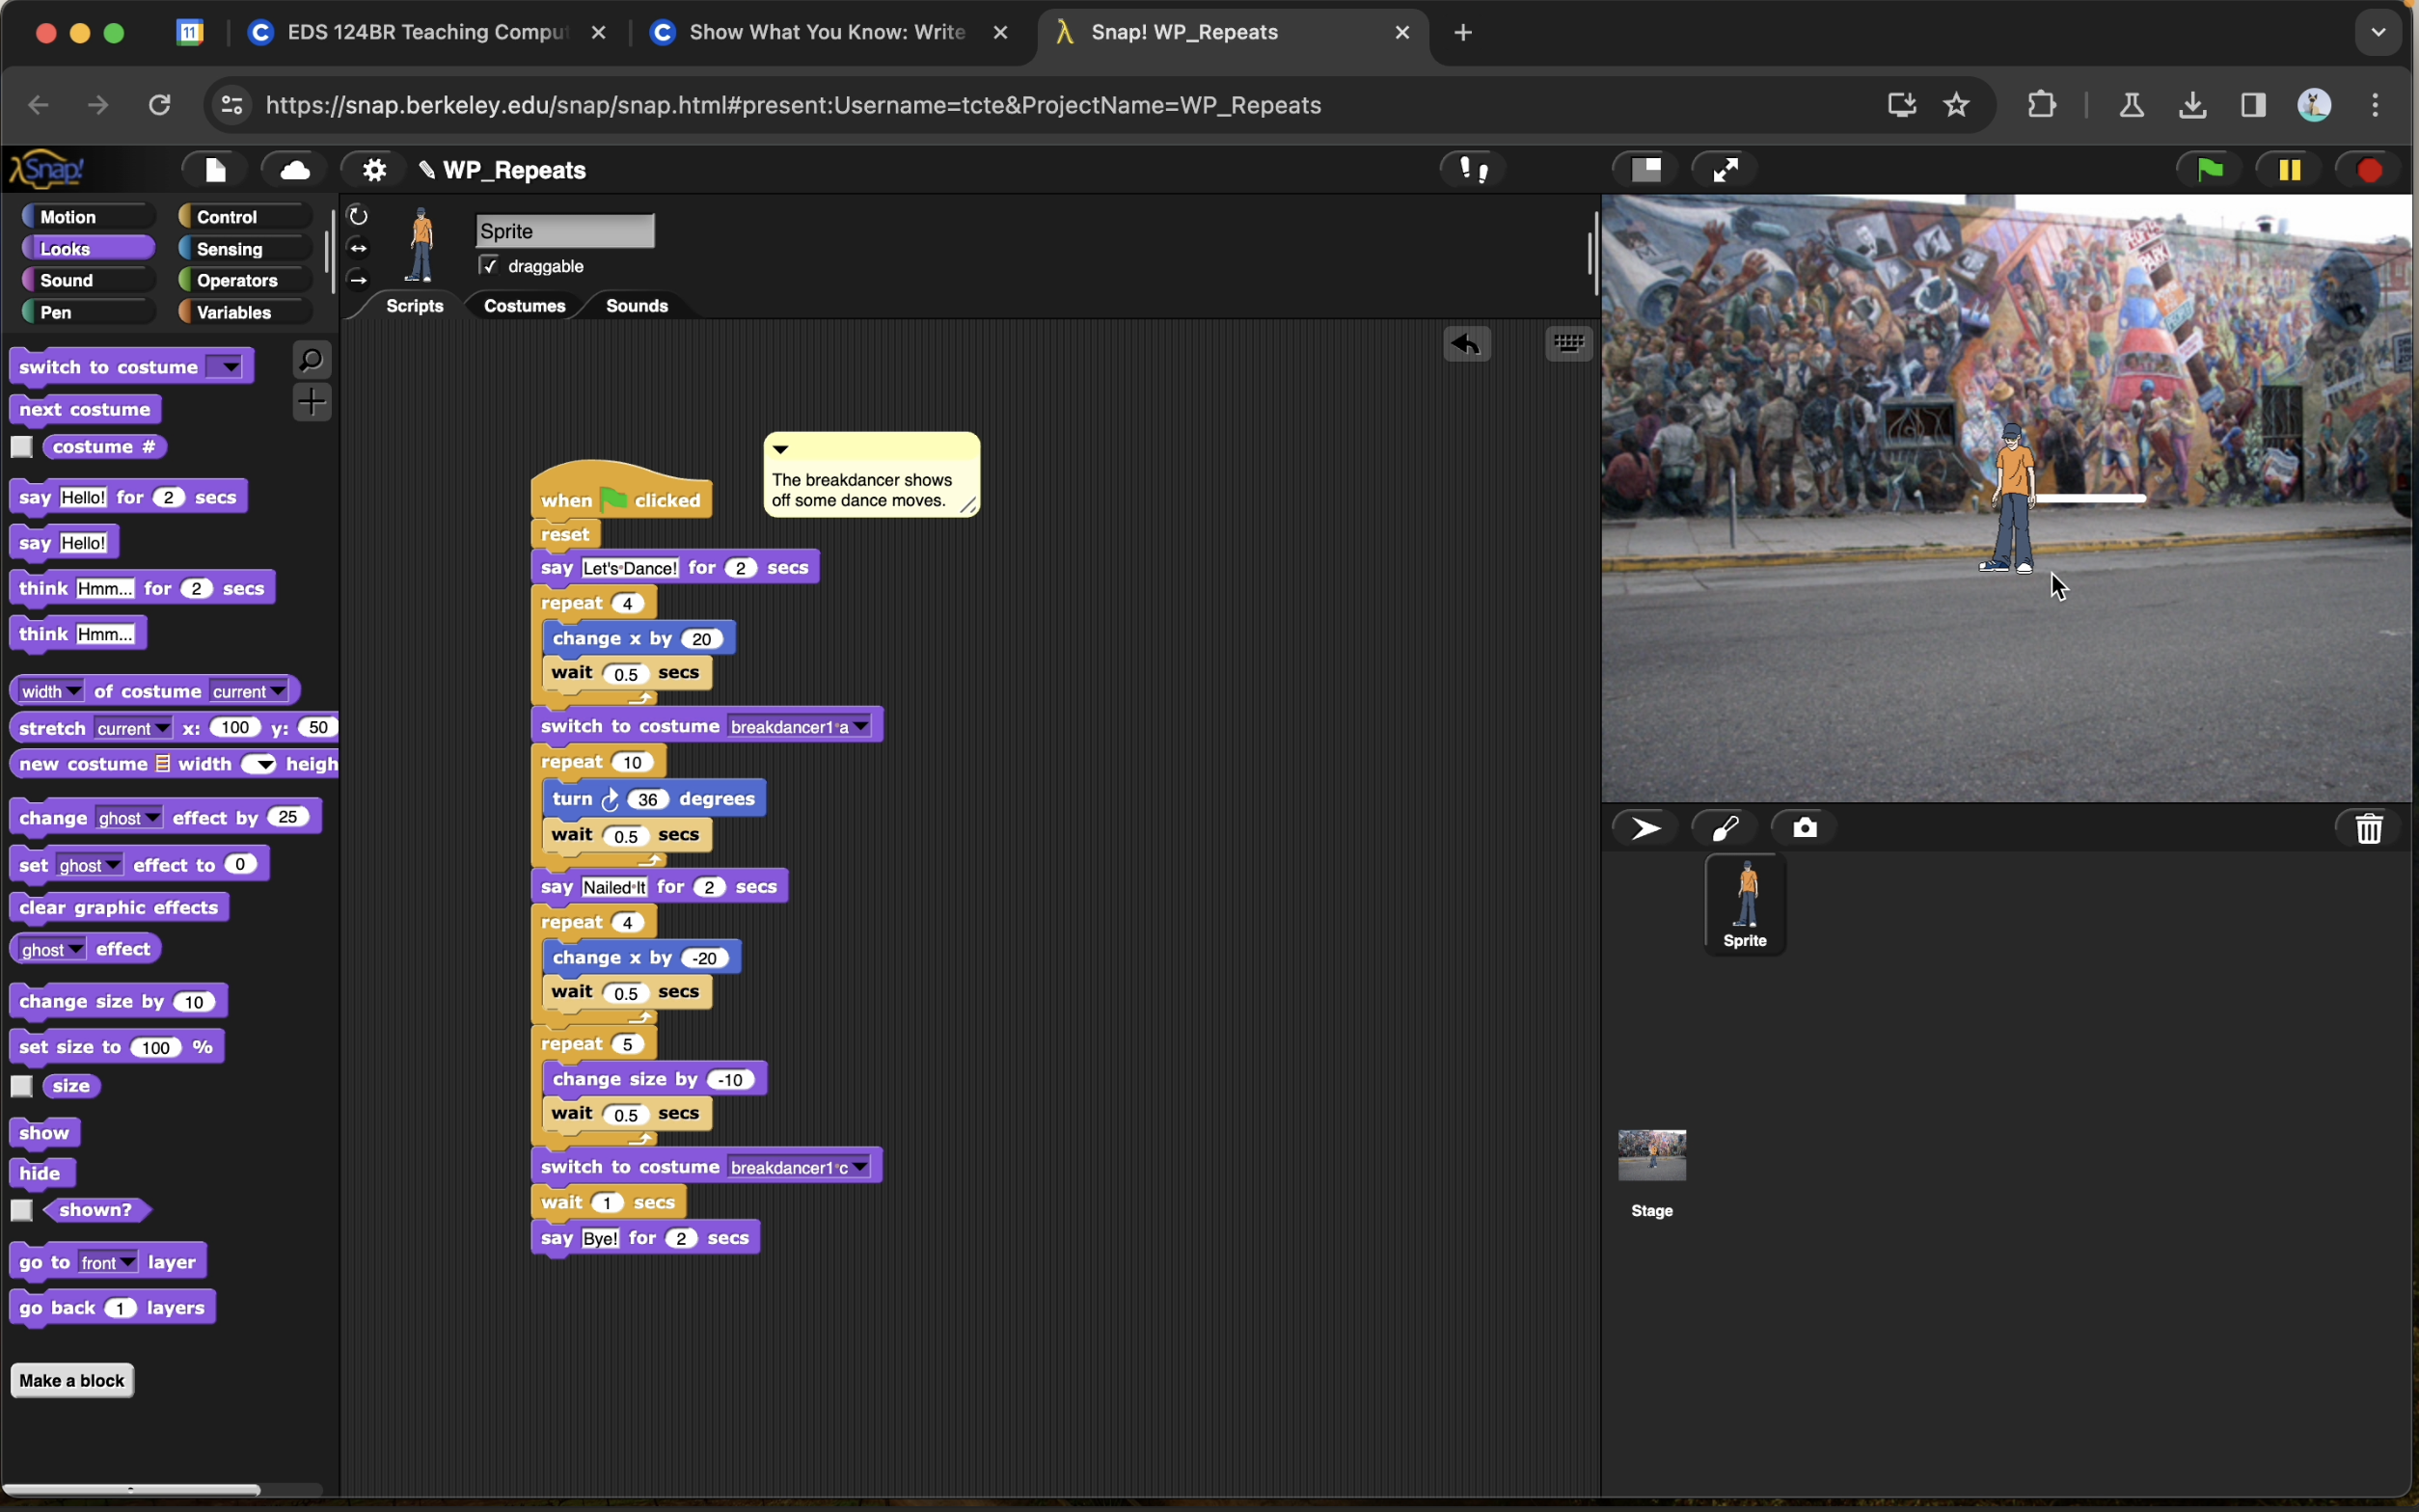 11
EDS 124BR Teaching Comput
Show What You Know: Write
Snap! WP_Repeats
https://snap.berkeley.edu/snap/snap.html#present:Username=tcte&ProjectName=WP_Repeats
Snap!
WP_Repeats
Motion
Control
Looks
Sensing
Sound
Operators
Pen
Variables
Sprite
draggable
Scripts
Costumes
Sounds
switch to costume
next costume
costume #
say Hello! for 2 secs
say Hello!
think Hmm... for 2 secs
think Hmm...
width of costume current
stretch current x: 100 y: 50
new costume width heigh
change ghost effect by 25
set ghost effect to 0
clear graphic effects
ghost effect
change size by 10
set size to 100 %
size
show
hide
shown?
go to front layer
go back 1 layers
Make a block
The breakdancer shows
off some dance moves.
when clicked
reset
say Let's Dance! for 2 secs
repeat 4
change x by 20
wait 0.5 secs
switch to costume breakdancer1 a
repeat 10
turn 36 degrees
wait 0.5 secs
say Nailed It for 2 secs
repeat 4
change x by -20
wait 0.5 secs
repeat 5
change size by -10
wait 0.5 secs
switch to costume breakdancer1 c
wait 1 secs
say Bye! for 2 secs
Sprite
Stage